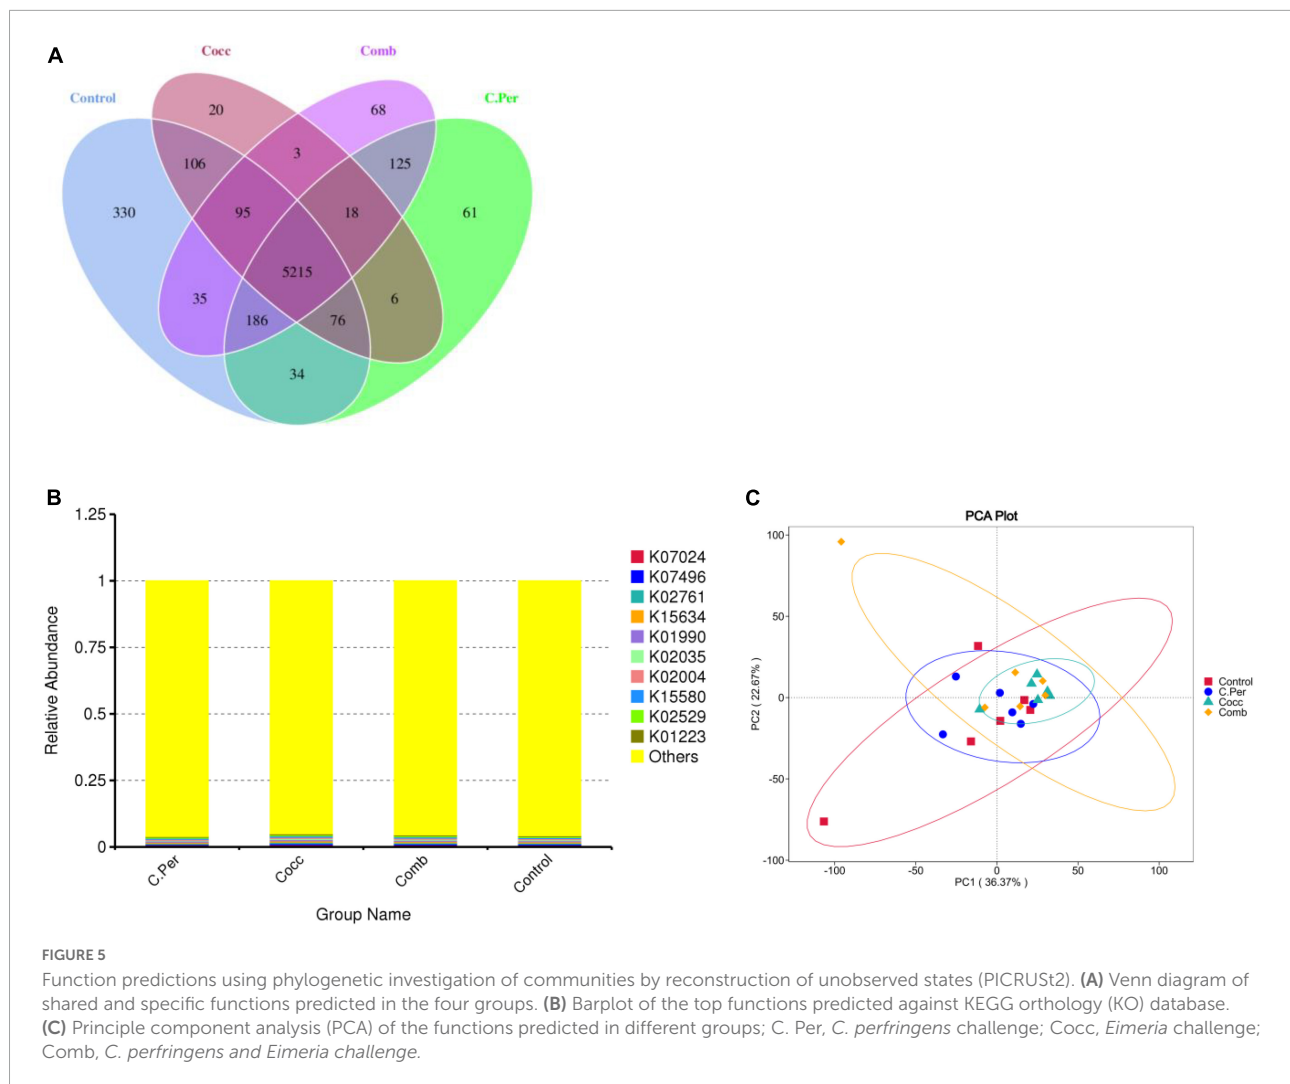 A
Cocc
Comb
Control
C.Per
20
68
106
3
125
330
95
18
61
5215
35
6
186
76
34
B
1.25
1
0.75
0.5
0.25
0
Relative Abundance
C.Per
Cocc
Comb
Control
Group Name
K07024
K07496
K02761
K15634
K01990
K02035
K02004
K15580
K02529
K01223
Others
C
PCA Plot
100
50
0
-50
-100
PC2 ( 22.67% )
-100
-50
0
50
100
PC1 ( 36.37% )
0
Control
C.Per
Cocc
Comb
FIGURE 5
Function predictions using phylogenetic investigation of communities by reconstruction of unobserved states (PICRUSt2). (A) Venn diagram of
shared and specific functions predicted in the four groups. (B) Barplot of the top functions predicted against KEGG orthology (KO) database.
(C) Principle component analysis (PCA) of the functions predicted in different groups; C. Per, C. perfringens challenge; Cocc, Eimeria challenge;
Comb, C. perfringens and Eimeria challenge.